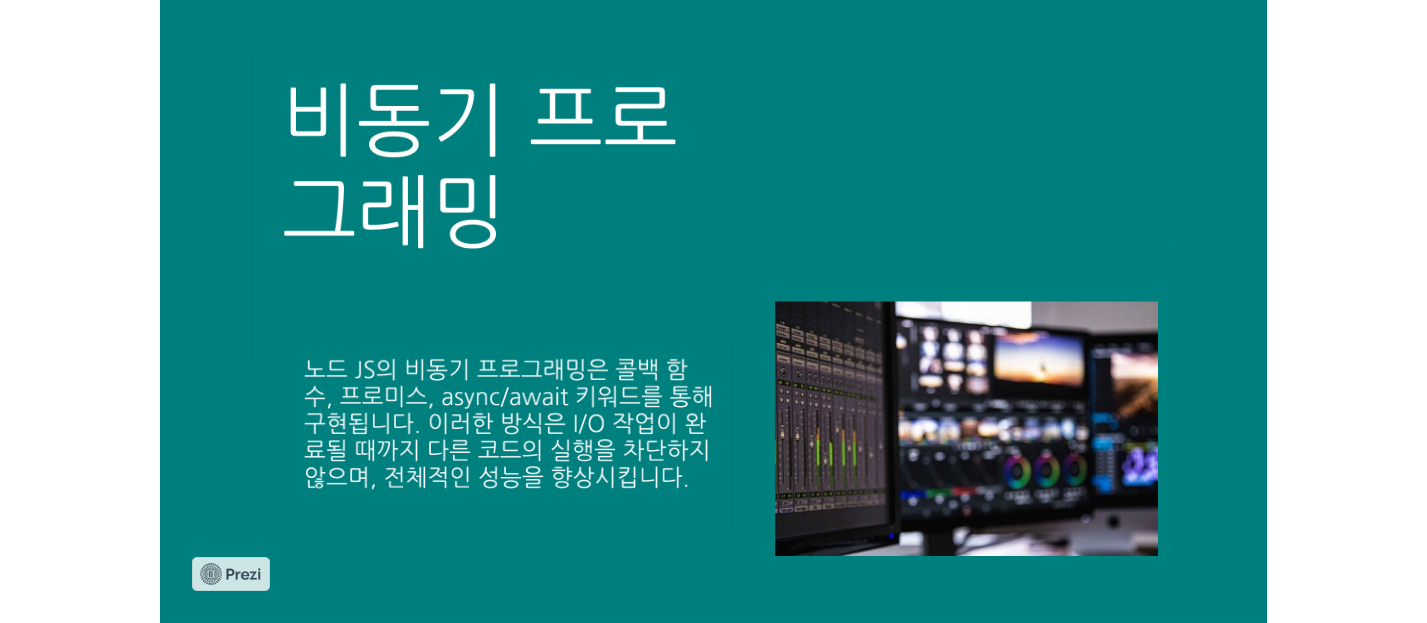 비동기 프로
그래밍
노드 JS의 비동기 프로그래밍은 콜백 함
수, 프로미스, async/await 키워드를 통해
구현됩니다. 이러한 방식은 I/O 작업이 완
료될 때까지 다른 코드의 실행을 차단하지
않으며, 전체적인 성능을 향상시킵니다.
Prezi